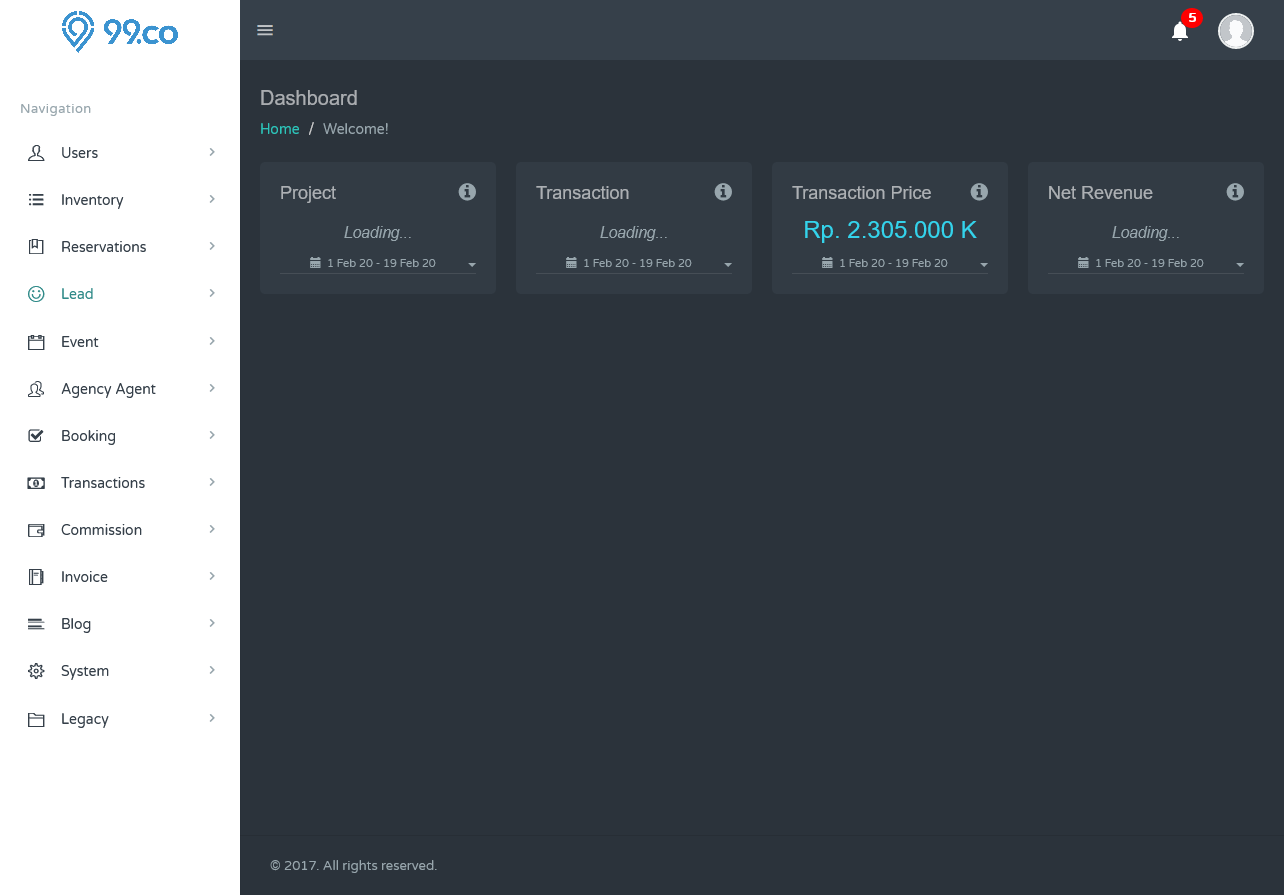 99.co
5
Navigation
Users
Inventory
Reservations
Lead
Event
Agency Agent
Booking
Transactions
Commission
Invoice
Blog
System
Legacy
Dashboard
Home / Welcome!
Project
Loading...
1 Feb 20 - 19 Feb 20
Transaction
Loading...
1 Feb 20 - 19 Feb 20
Transaction Price
Rp. 2.305.000 K
1 Feb 20 - 19 Feb 20
Net Revenue
Loading...
1 Feb 20 - 19 Feb 20
© 2017. All rights reserved.